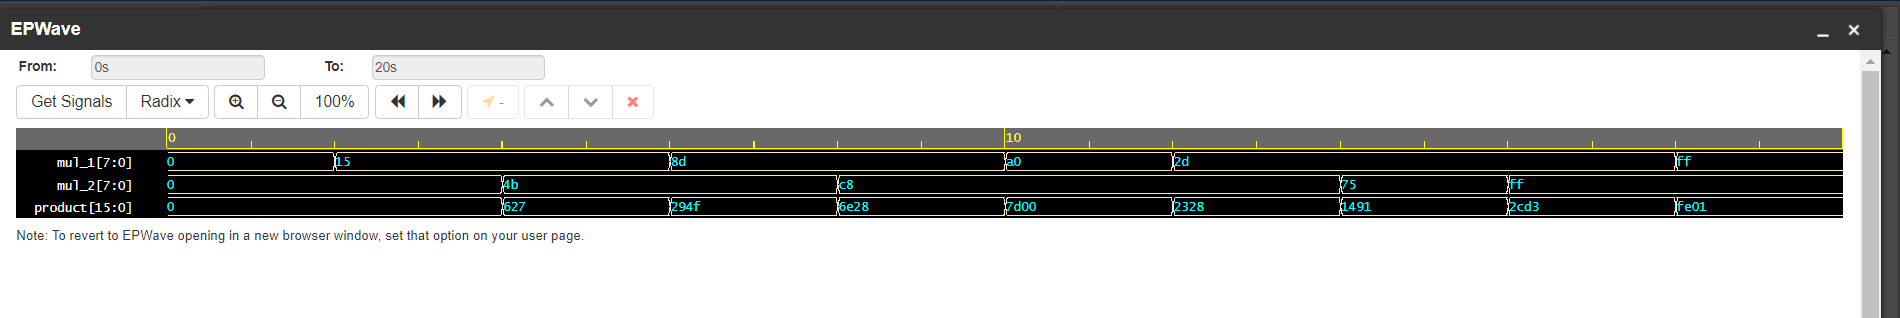 EPWave
From: 0s To: 20s
Get Signals Radix 100% -
0 10
mul_1[7:0] 0 15 8d a0 2d ff
mul_2[7:0] 0 4b c8 75 ff
product[15:0] 0 627 294f 6e28 7d00 2328 1491 2cd3 fe01
Note: To revert to EPWave opening in a new browser window, set that option on your user page.